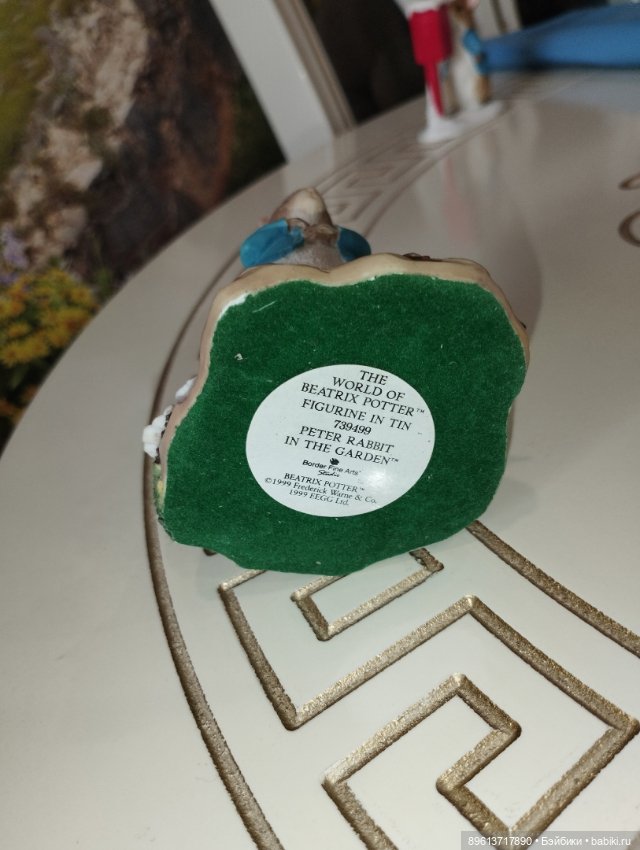 THE
WORLD OF
BEATRIX POTTER™
FIGURINE IN TIN
739499
PETER RABBIT
IN THE GARDEN™
Border Fine Arts
Studio
BEATRIX POTTER™
©1999 Frederick Warne & Co.
1999 EEGG Ltd.
89613717890 • Бэйбики • babiki.ru